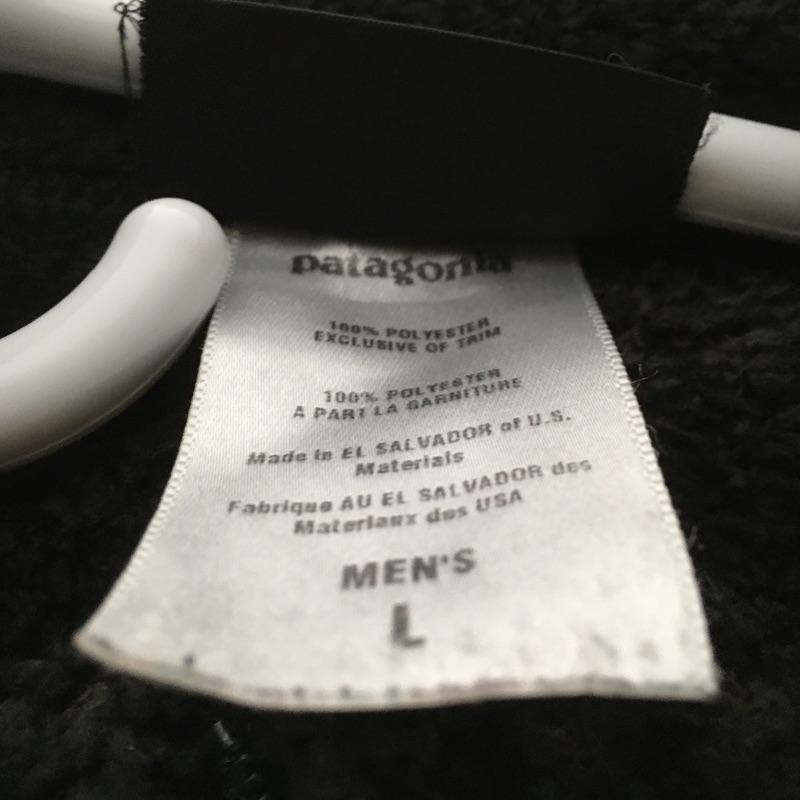 patagonia
100% POLYESTER
EXCLUSIVE OF TRIM
100% POLYESTER
A PART LA GARNITURE
Made in EL SALVADOR of U.S.
Materials
Fabrique AU EL SALVADOR des
Materiaux des USA
MEN'S
L